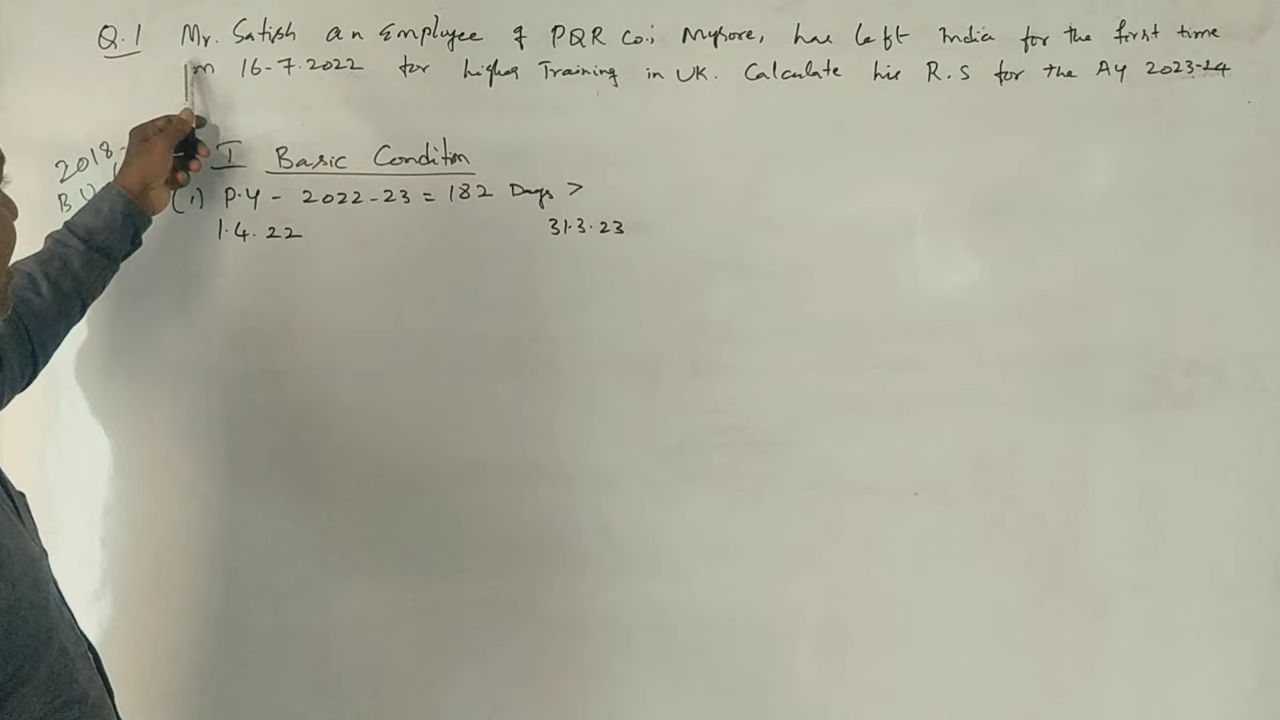 Q.1 Mr. Satish an Employee of PQR Co; Mysore, has left India for the first time
on 16-7-2022 for higher Training in UK. Calculate his R.S for the AY 2023-24
2018-
B
I Basic Condition
(1) P.Y - 2022-23 = 182 Days >
1.4.22 31.3.23